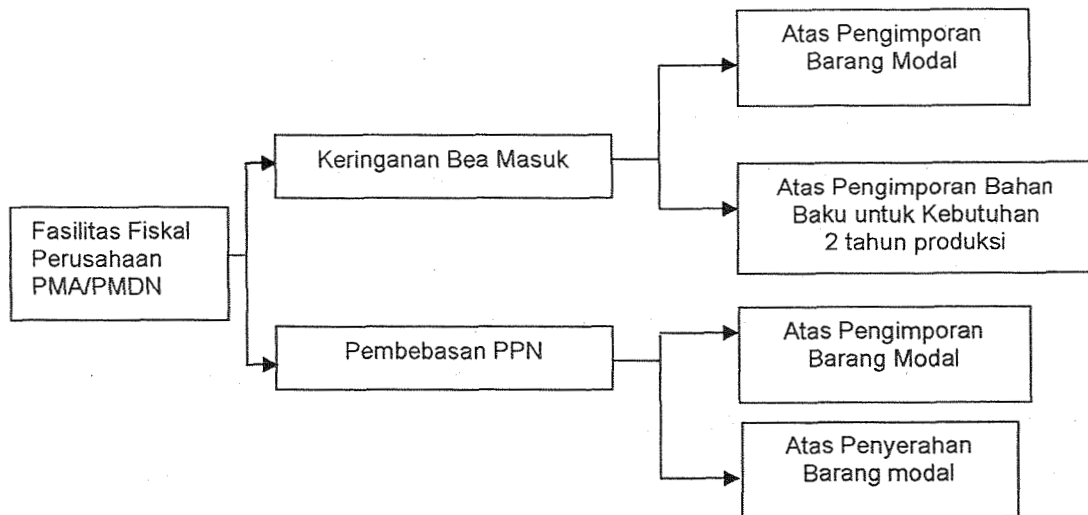 Fasilitas Fiskal
Perusahaan
PMA/PMDN
Keringanan Bea Masuk
Atas Pengimporan
Barang Modal
Atas Pengimporan Bahan
Baku untuk Kebutuhan
2 tahun produksi
Pembebasan PPN
Atas Pengimporan
Barang Modal
Atas Penyerahan
Barang modal